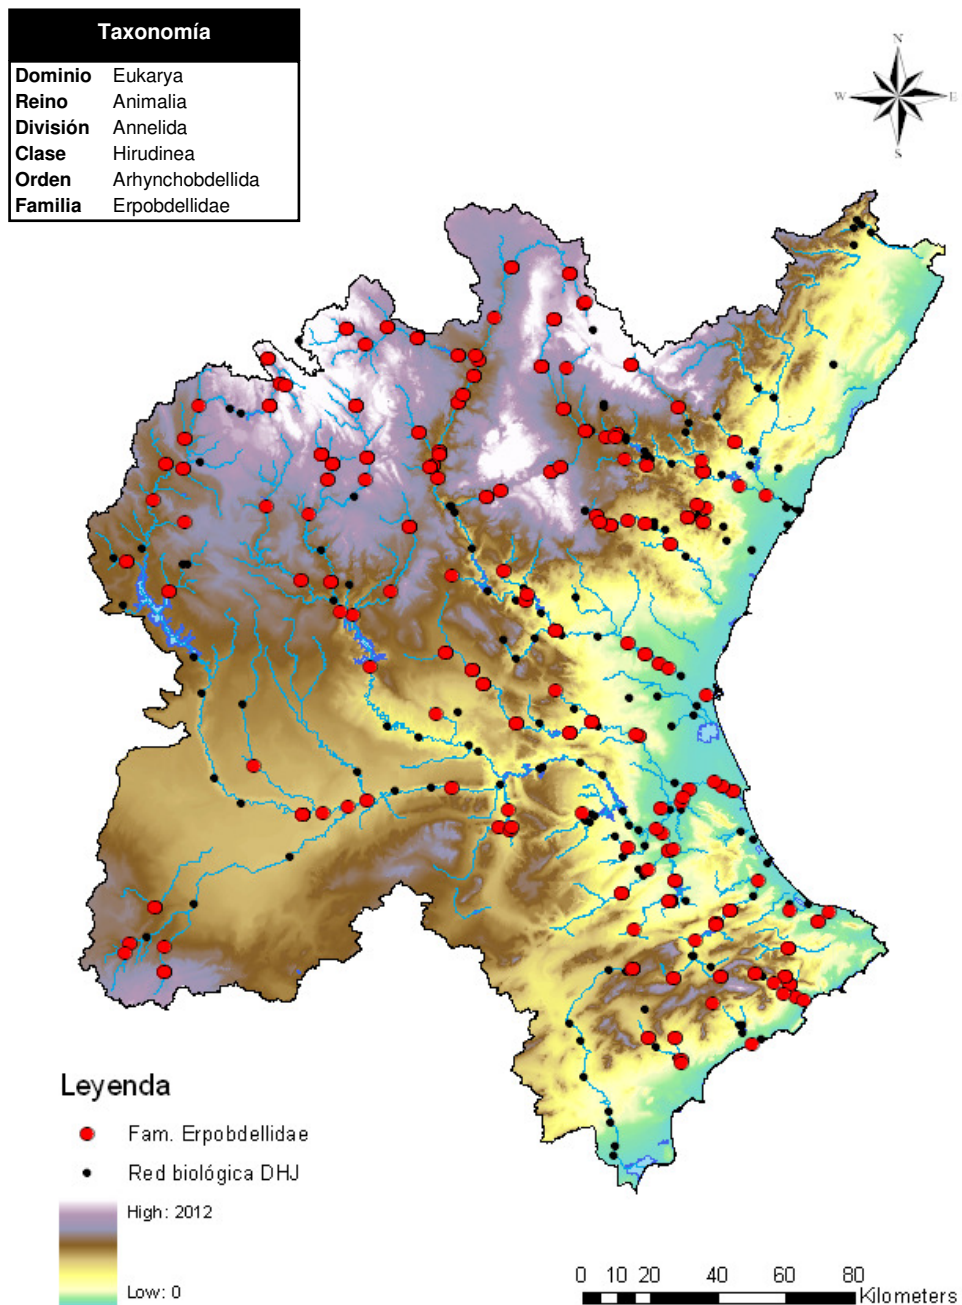 Taxonomía
Dominio Eukarya
Reino Animalia
División Annelida
Clase Hirudinea
Orden Arhynchobdellida
Familia Erpobdellidae
N
W E
S
Leyenda
Fam. Erpobdellidae
Red biológica DHJ
High: 2012
Low: 0
0 10 20 40 60 80
Kilometers